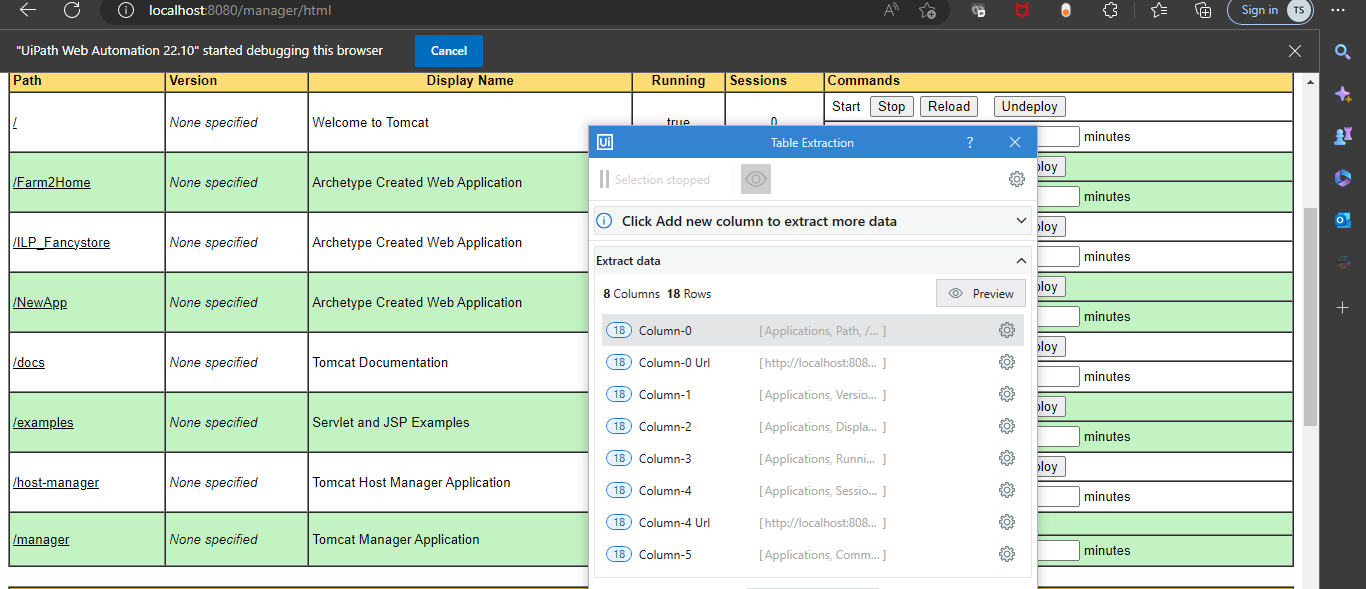 localhost:8080/manager/html
Sign in TS
"UiPath Web Automation 22.10" started debugging this browser Cancel
Path Version Display Name Running Sessions Commands
/ None specified Welcome to Tomcat true 0 Start Stop Reload Undeploy
minutes
/Farm2Home None specified Archetype Created Web Application ploy
minutes
/ILP_Fancystore None specified Archetype Created Web Application ploy
minutes
/NewApp None specified Archetype Created Web Application ploy
minutes
/docs None specified Tomcat Documentation ploy
minutes
/examples None specified Servlet and JSP Examples ploy
minutes
/host-manager None specified Tomcat Host Manager Application ploy
minutes
/manager None specified Tomcat Manager Application
minutes
Ui Table Extraction ?
Selection stopped
Click Add new column to extract more data
Extract data
8 Columns 18 Rows Preview
18 Column-0 [Applications, Path, /... ]
18 Column-0 Url [http://localhost:808... ]
18 Column-1 [Applications, Versio... ]
18 Column-2 [Applications, Displa... ]
18 Column-3 [Applications, Runni... ]
18 Column-4 [Applications, Sessio... ]
18 Column-4 Url [http://localhost:808... ]
18 Column-5 [Applications, Comm... ]